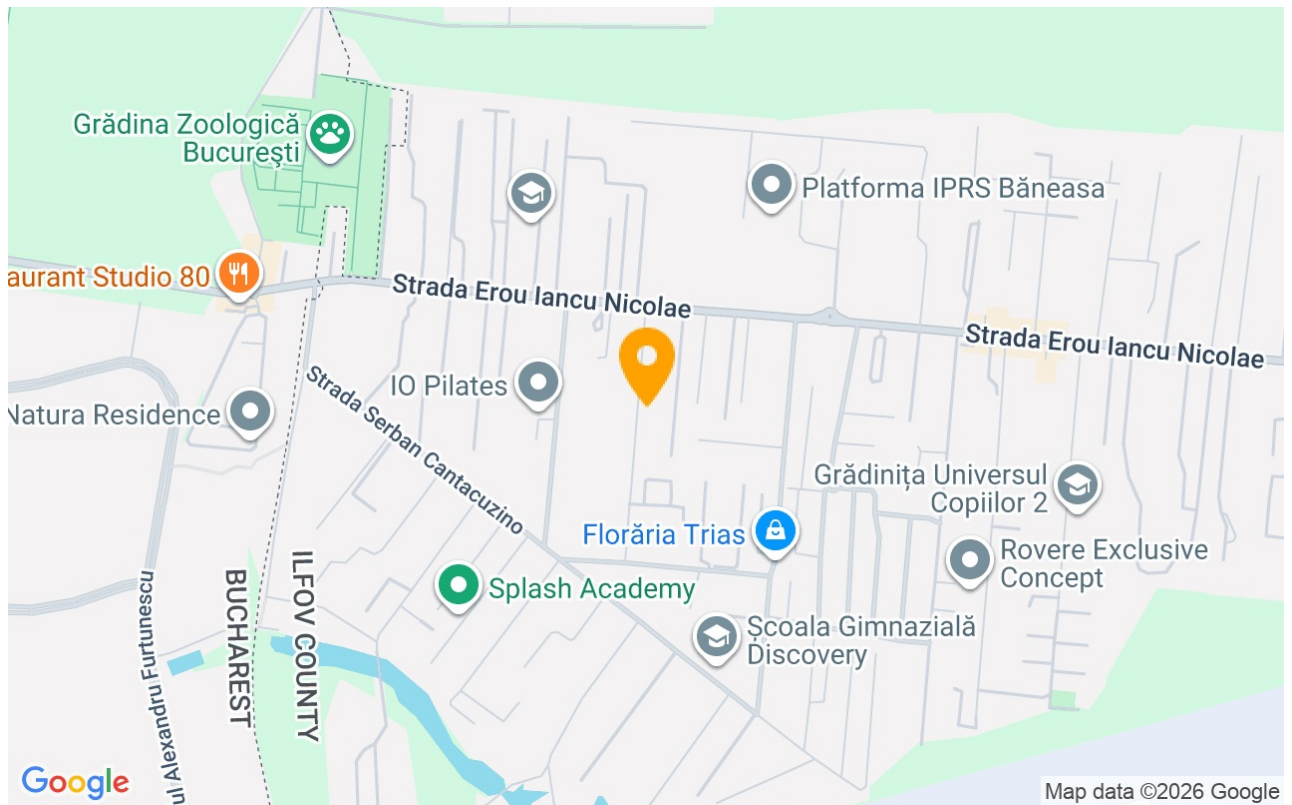 Grădina Zoologică
București
Platforma IPRS Băneasa
aurant Studio 80
Strada Erou Iancu Nicolae
Strada Erou Iancu Nicolae
IO Pilates
Natura Residence
Strada Serban Cantacuzino
Grădinița Universul
Copiilor 2
Florăria Trias
Rovere Exclusive
Concept
Splash Academy
Școala Gimnazială
Discovery
BUCHAREST
ILFOV COUNTY
ul Alexandru Furtunescu
Google
Map data ©2026 Google